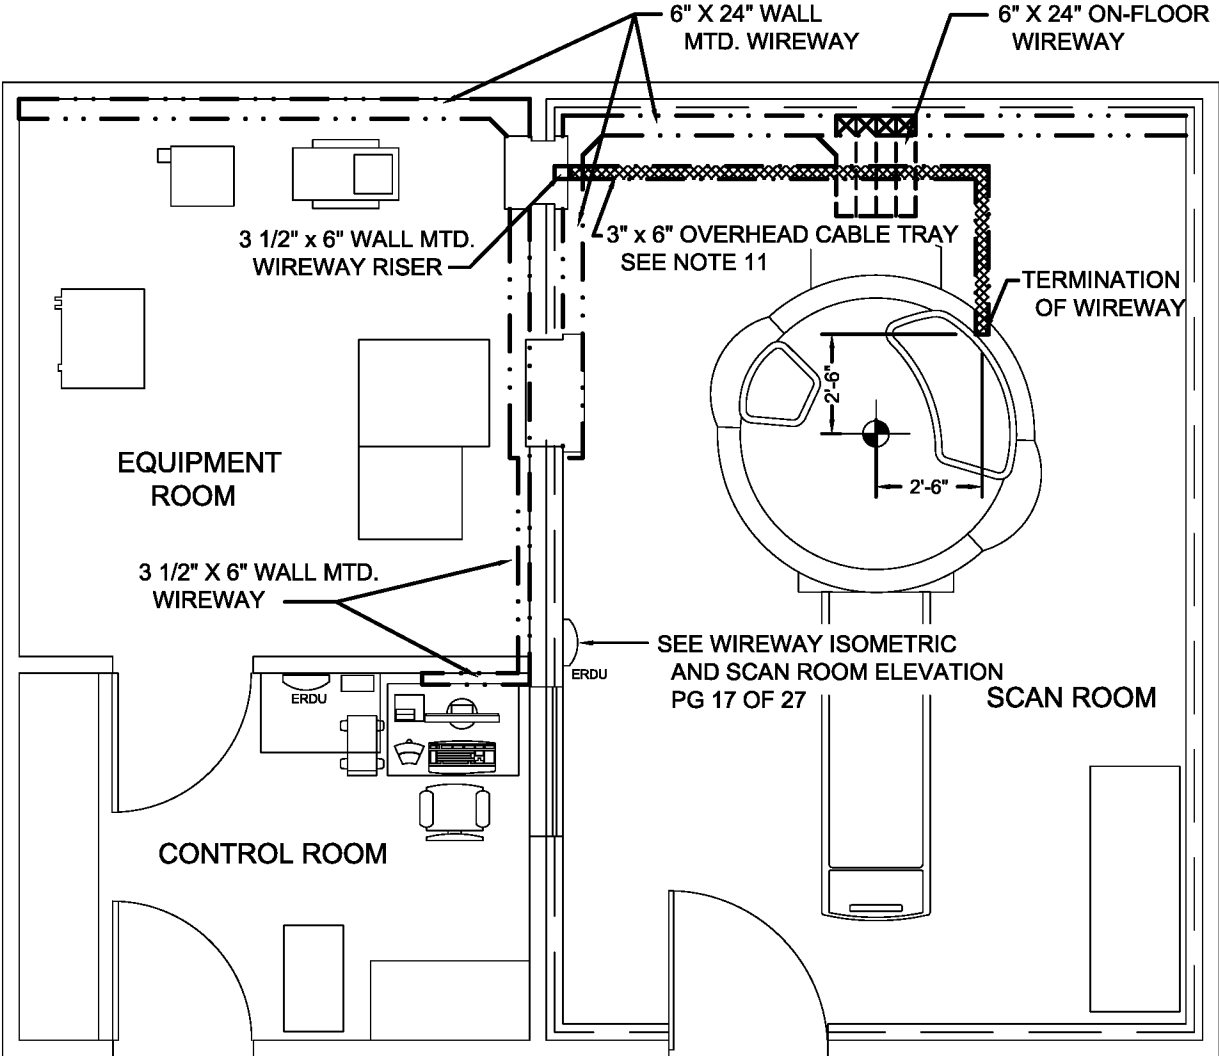 6" X 24" WALL
MTD. WIREWAY
6" X 24" ON-FLOOR
WIREWAY
3 1/2" x 6" WALL MTD.
WIREWAY RISER
3" x 6" OVERHEAD CABLE TRAY
SEE NOTE 11
TERMINATION
OF WIREWAY
2'-6"
2'-6"
EQUIPMENT
ROOM
3 1/2" X 6" WALL MTD.
WIREWAY
SEE WIREWAY ISOMETRIC
AND SCAN ROOM ELEVATION
PG 17 OF 27
ERDU
ERDU
SCAN ROOM
CONTROL ROOM